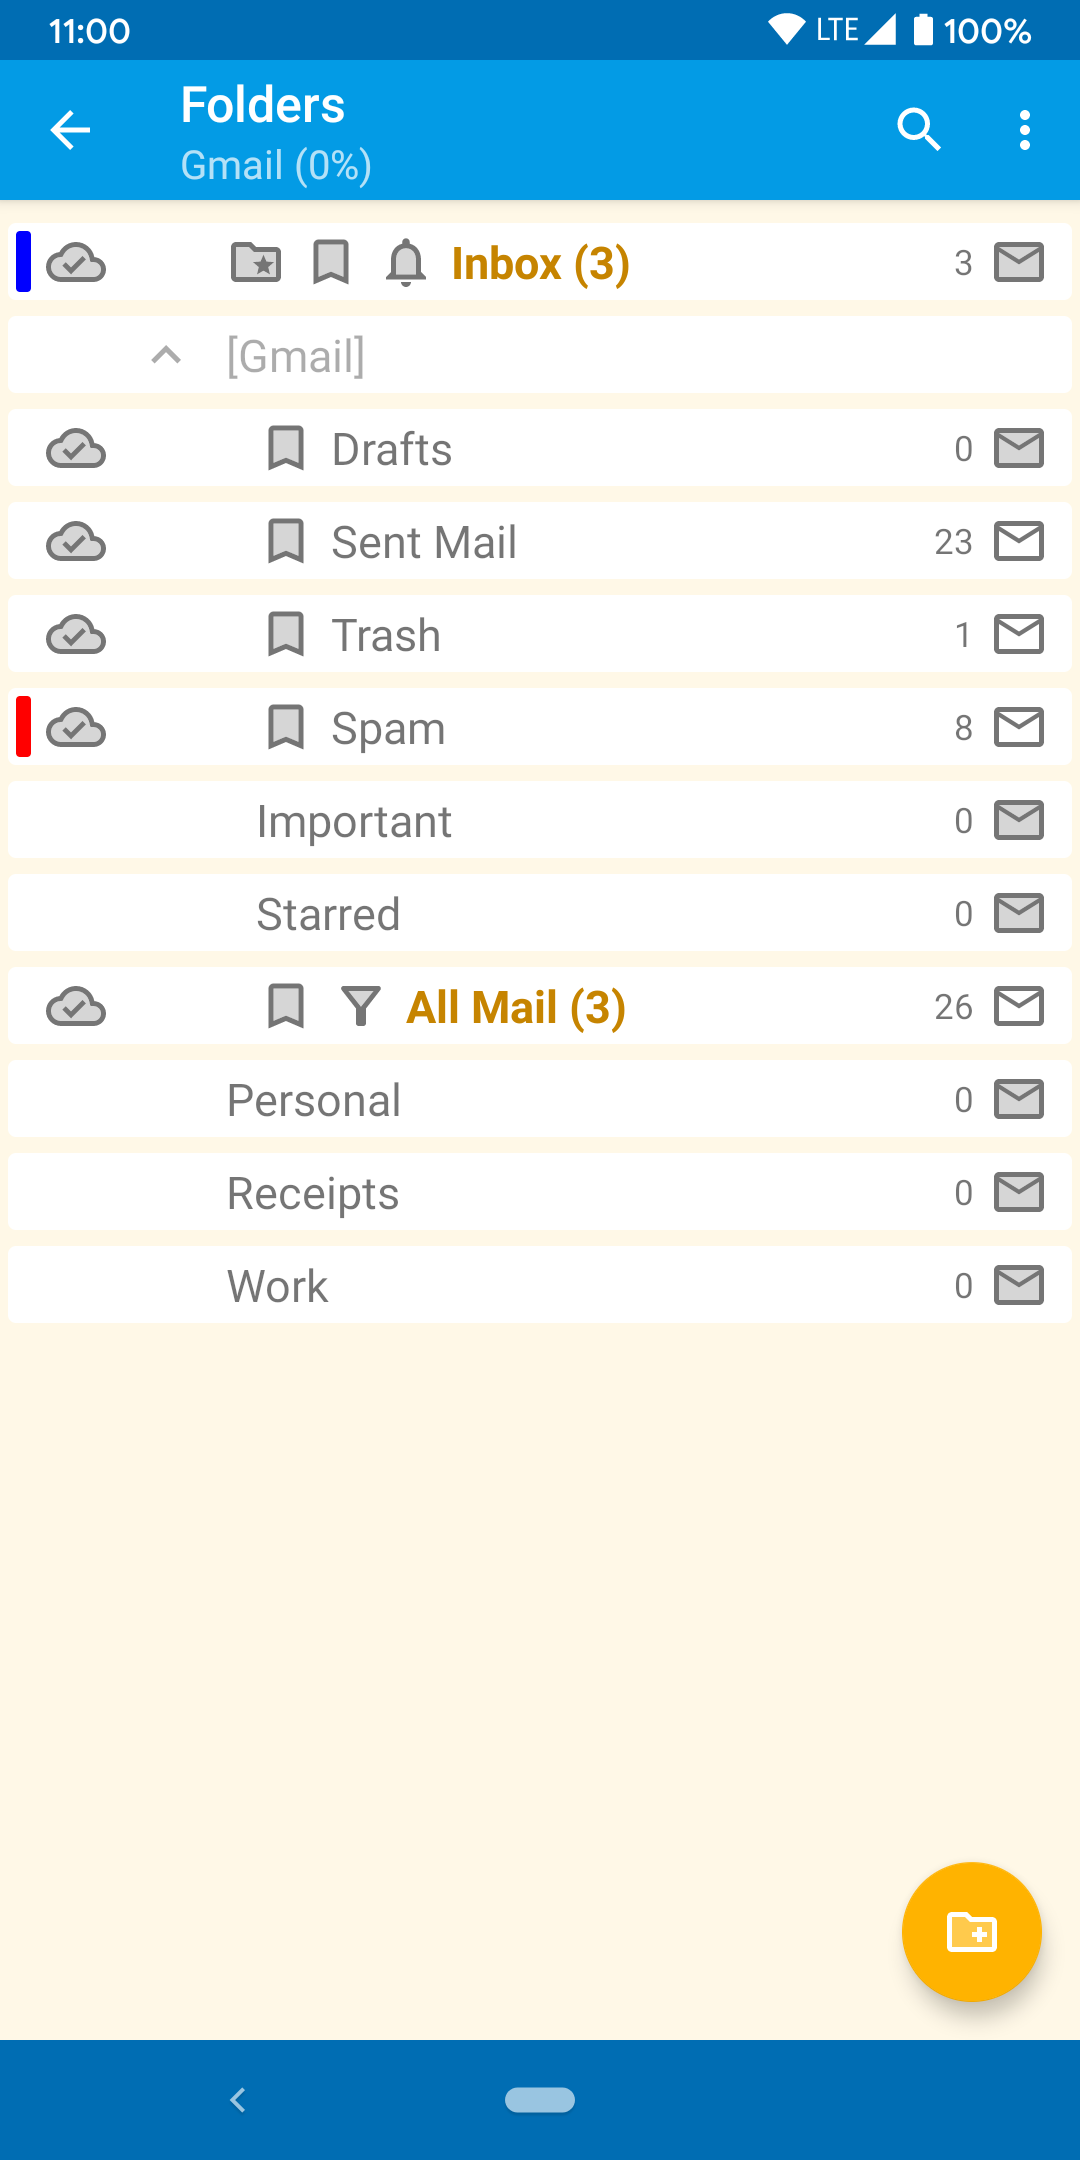 11:00 LTE 100%
Folders
Gmail (0%)
Inbox (3) 3
[Gmail]
Drafts 0
Sent Mail 23
Trash 1
Spam 8
Important 0
Starred 0
All Mail (3) 26
Personal 0
Receipts 0
Work 0